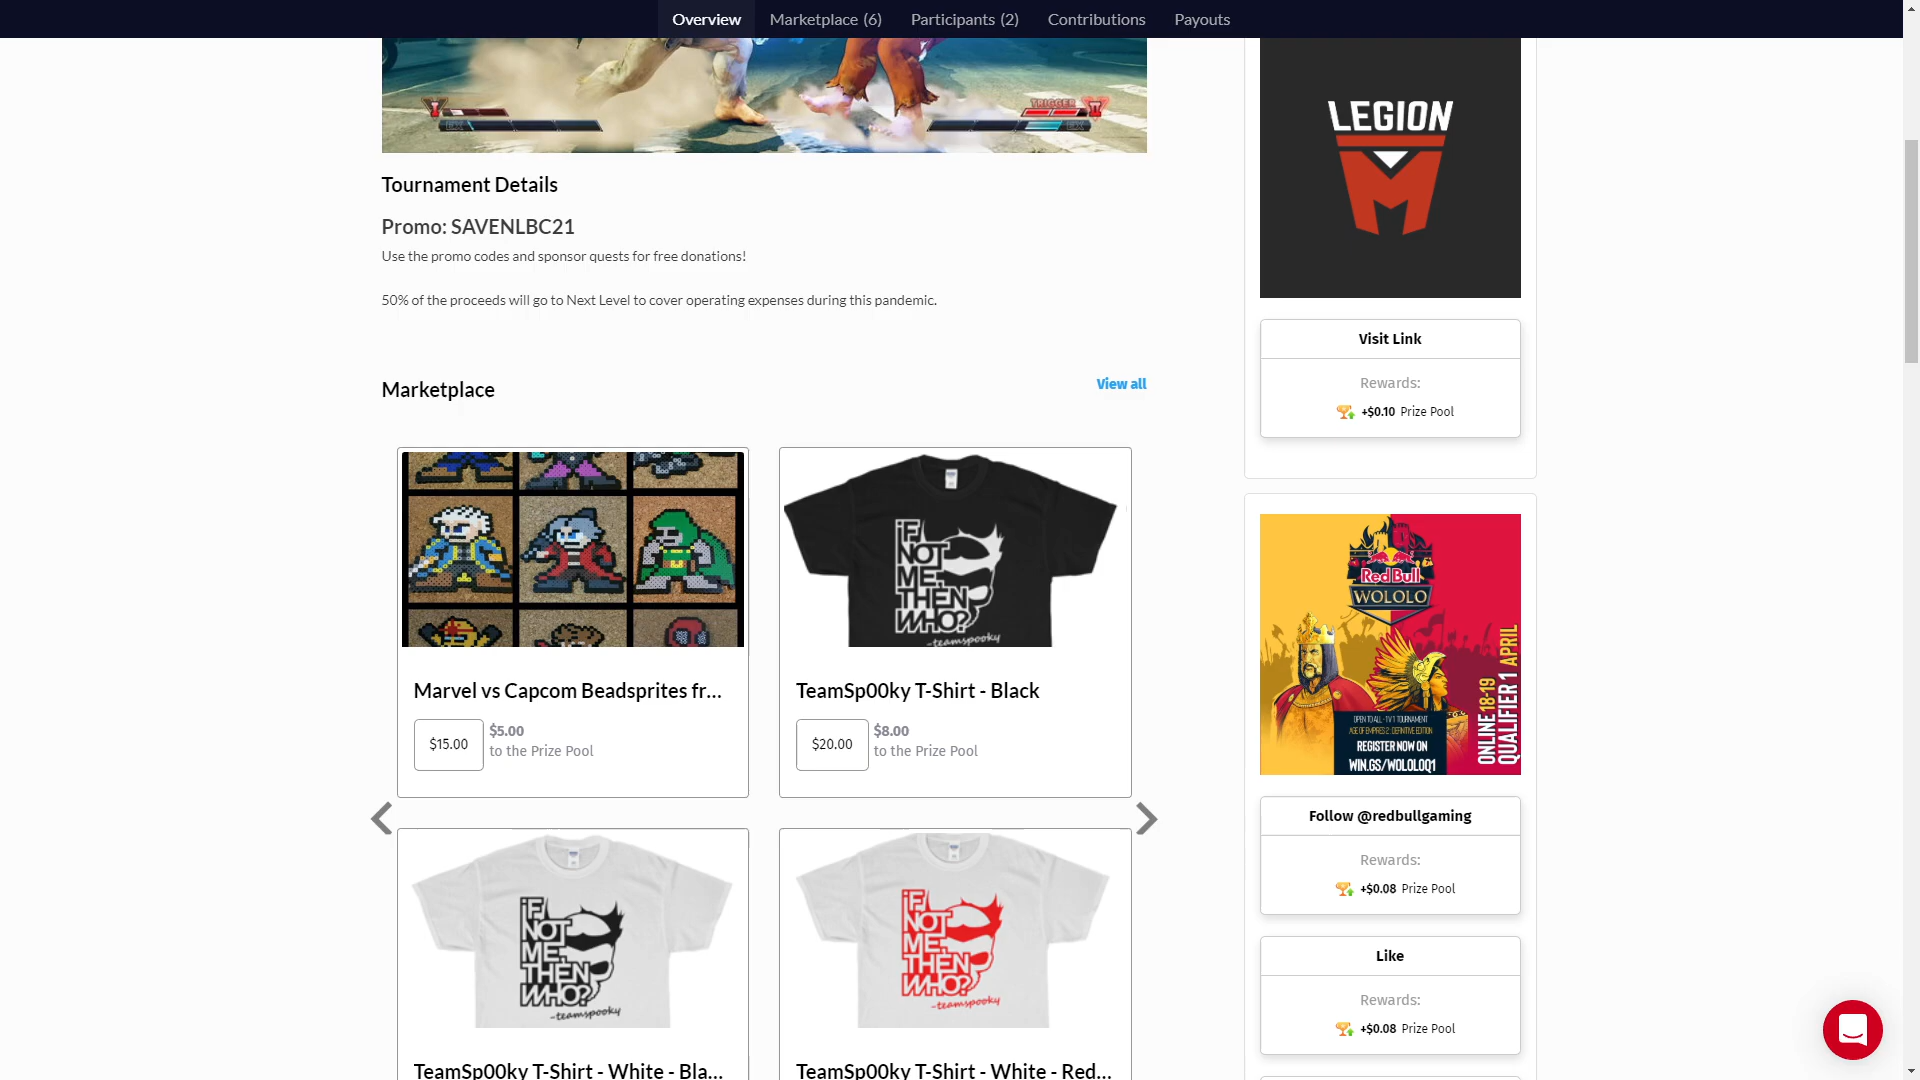 Overview
Marketplace (6)
Participants (2)
Contributions
Payouts
TRIGGER
Tournament Details
Promo: SAVENLBC21
Use the promo codes and sponsor quests for free donations!
50% of the proceeds will go to Next Level to cover operating expenses during this pandemic.
Marketplace
View all
IF
NOT
ME,
THEN
WHO?
-teamspooky
Marvel vs Capcom Beadsprites fr...
$15.00
$5.00
to the Prize Pool
TeamSp00ky T-Shirt - Black
$20.00
$8.00
to the Prize Pool
IF
NOT
ME,
THEN
WHO?
-teamspooky
IF
NOT
ME,
THEN
WHO?
-teamspooky
TeamSp00ky T-Shirt - White - Bla...
TeamSp00ky T-Shirt - White - Red...
LEGION
Visit Link
Rewards:
+$0.10 Prize Pool
Red Bull
WOLOLO
OPEN TO ALL - 1V1 TOURNAMENT
AGE OF EMPIRES 2: DEFINITIVE EDITION
REGISTER NOW ON
WIN.GS/WOLOLOQ1
ONLINE 18-19 APRIL
QUALIFIER 1
Follow @redbullgaming
Rewards:
+$0.08 Prize Pool
Like
Rewards:
+$0.08 Prize Pool